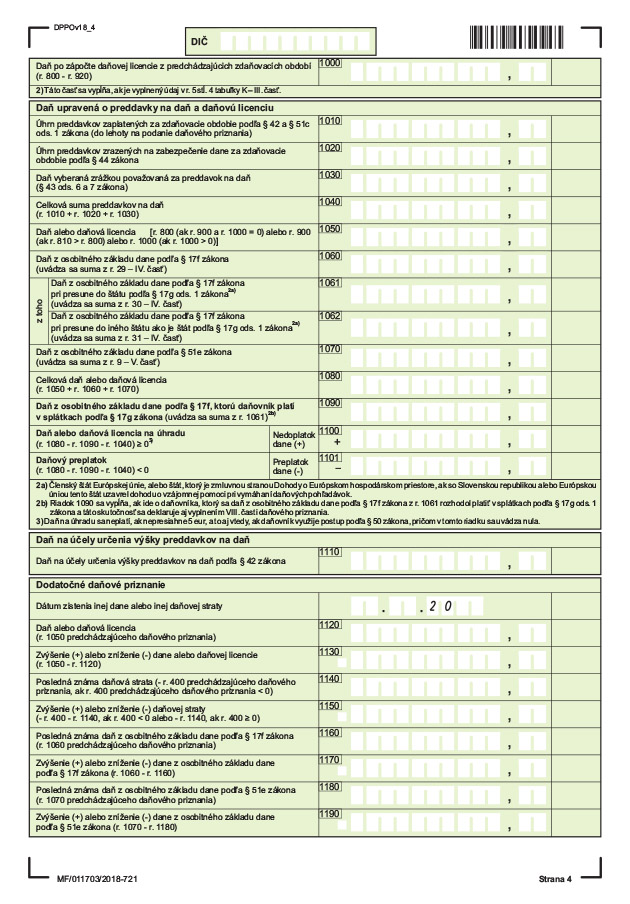 DPPOv18_4
DIČ
Daň po zápočte daňovej licencie z predchádzajúcich zdaňovacích období
(r. 800 - r. 920)
1000
,
2) Táto časť sa vypĺňa, ak je vyplnený údaj v r. 5 stĺ. 4 tabuľky K – III. časť.
Daň upravená o preddavky na daň a daňovú licenciu
Úhrn preddavkov zaplatených za zdaňovacie obdobie podľa § 42 a § 51c
ods. 1 zákona (do lehoty na podanie daňového priznania)
1010
,
Úhrn preddavkov zrazených na zabezpečenie dane za zdaňovacie
obdobie podľa § 44 zákona
1020
,
Daň vyberaná zrážkou považovaná za preddavok na daň
(§ 43 ods. 6 a 7 zákona)
1030
,
Celková suma preddavkov na daň
(r. 1010 + r. 1020 + r. 1030)
1040
,
Daň alebo daňová licencia [r. 800 (ak r. 900 a r. 1000 = 0) alebo r. 900
(ak r. 810 > r. 800) alebo r. 1000 (ak r. 1000 > 0)]
1050
,
Daň z osobitného základu dane podľa § 17f zákona
(uvádza sa suma z r. 29 – IV. časť)
1060
,
z toho
Daň z osobitného základu dane podľa § 17f zákona
pri presune do štátu podľa § 17g ods. 1 zákona2a)
(uvádza sa suma z r. 30 – IV. časť)
1061
,
Daň z osobitného základu dane podľa § 17f zákona
pri presune do iného štátu ako je štát podľa § 17g ods. 1 zákona2a)
(uvádza sa suma z r. 31 – IV. časť)
1062
,
Daň z osobitného základu dane podľa § 51e zákona
(uvádza sa suma z r. 9 – V. časť)
1070
,
Celková daň alebo daňová licencia
(r. 1050 + r. 1060 + r. 1070)
1080
,
Daň z osobitného základu dane podľa § 17f, ktorú daňovník platí
v splátkach podľa § 17g zákona (uvádza sa suma z r. 1061)2b)
1090
,
Daň alebo daňová licencia na úhradu
(r. 1080 - r. 1090 - r. 1040) ≥ 03)
Nedoplatok
dane (+)
1100
+
,
Daňový preplatok
(r. 1080 - r. 1090 - r. 1040) < 0
Preplatok
dane (-)
1101
–
,
2a) Členský štát Európskej únie, alebo štát, ktorý je zmluvnou stranou Dohody o Európskom hospodárskom priestore, ak so Slovenskou republikou alebo Európskou
úniou tento štát uzavrel dohodu o vzájomnej pomoci pri vymáhaní daňových pohľadávok.
2b) Riadok 1090 sa vypĺňa, ak ide o daňovníka, ktorý sa daň z osobitného základu dane podľa § 17f zákona z r. 1061 rozhodol platiť v splátkach podľa § 17g ods. 1
zákona a táto skutočnosť sa deklaruje aj vyplnením VIII. časti daňového priznania.
3) Daň na úhradu sa neplatí, ak nepresiahne 5 eur, a to aj vtedy, ak daňovník využije postup podľa § 50 zákona, pričom v tomto riadku sa uvádza nula.
Daň na účely určenia výšky preddavkov na daň
Daň na účely určenia výšky preddavkov na daň podľa § 42 zákona
1110
,
Dodatočné daňové priznanie
Dátum zistenia inej dane alebo inej daňovej straty
. . 2 0
Daň alebo daňová licencia
(r. 1050 predchádzajúceho daňového priznania)
1120
,
Zvýšenie (+) alebo zníženie (-) dane alebo daňovej licencie
(r. 1050 - r. 1120)
1130
,
Posledná známa daňová strata (- r. 400 predchádzajúceho daňového
priznania, ak r. 400 predchádzajúceho daňového priznania < 0)
1140
,
Zvýšenie (+) alebo zníženie (-) daňovej straty
(- r. 400 - r. 1140, ak r. 400 < 0 alebo - r. 1140, ak r. 400 ≥ 0)
1150
,
Posledná známa daň z osobitného základu dane podľa § 17f zákona
(r. 1060 predchádzajúceho daňového priznania)
1160
,
Zvýšenie (+) alebo zníženie (-) dane z osobitného základu dane
podľa § 17f zákona (r. 1060 - r. 1160)
1170
,
Posledná známa daň z osobitného základu dane podľa § 51e zákona
(r. 1070 predchádzajúceho daňového priznania)
1180
,
Zvýšenie (+) alebo zníženie (-) dane z osobitného základu dane
podľa § 51e zákona (r. 1070 - r. 1180)
1190
,
MF/011703/2018-721
Strana 4